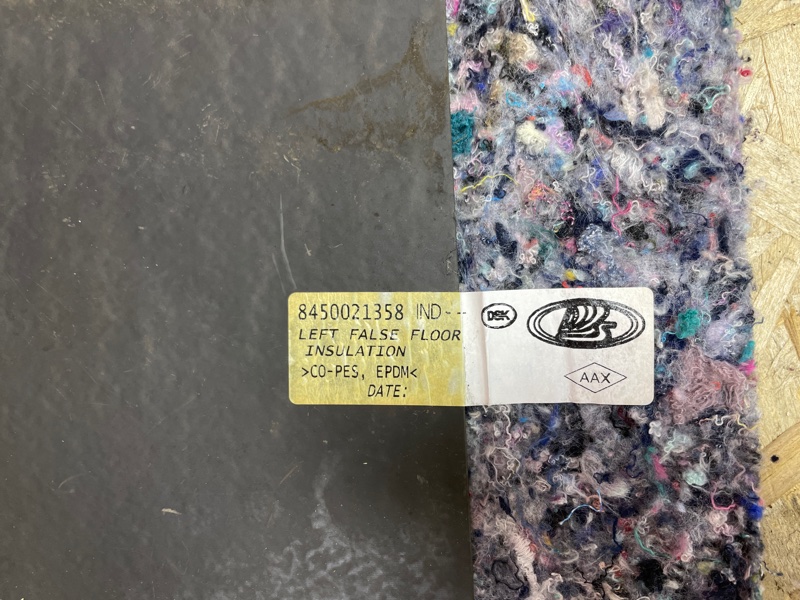 8450021358 IND--- DSK
LEFT FALSE FLOOR
INSULATION
>CO-PES, EPDM<
AAX
DATE: